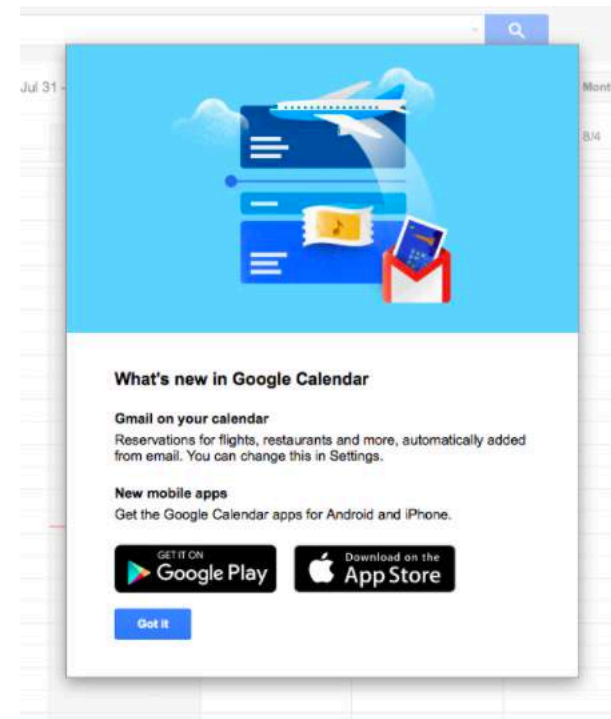 Jul 31 -
Mont
8/4
What's new in Google Calendar
Gmail on your calendar
Reservations for flights, restaurants and more, automatically added
from email. You can change this in Settings.
New mobile apps
Get the Google Calendar apps for Android and iPhone.
GET IT ON
Google Play
Download on the
App Store
Got it